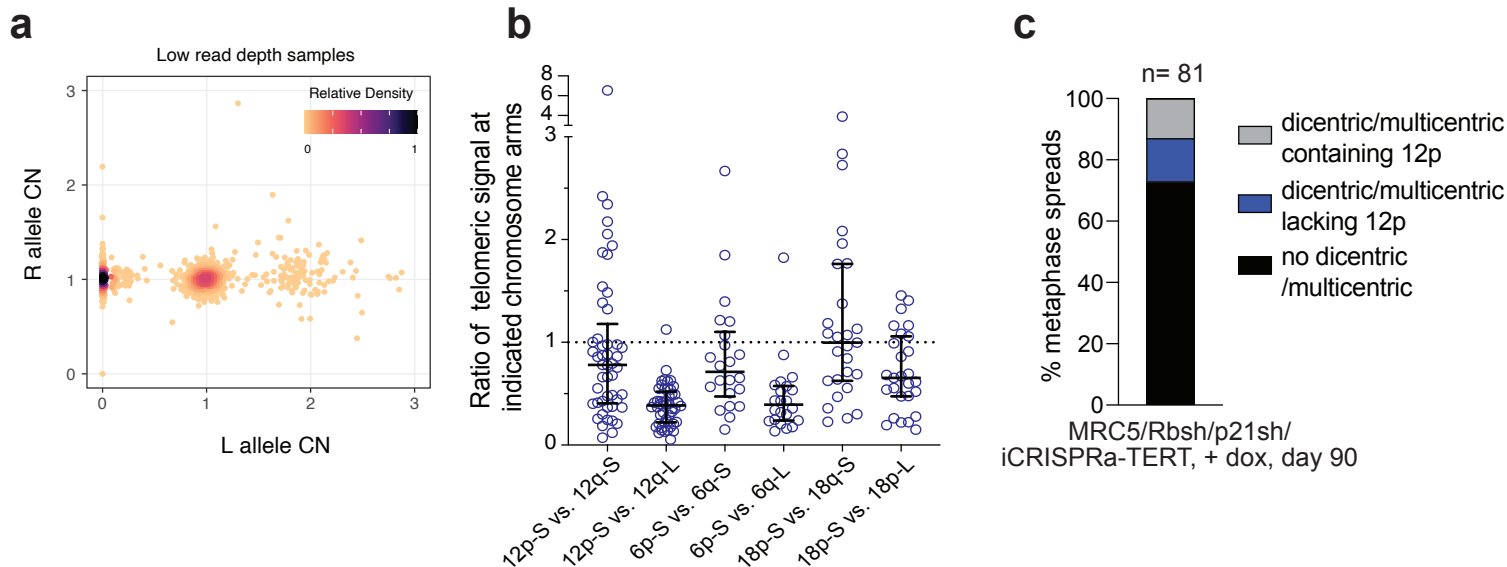 a
Low read depth samples
Relative Density
0 1
3
2
1
0
R allele CN
0 1 2 3
L allele CN
b
Ratio of telomeric signal at
indicated chromosome arms
8
6
4
3
2
1
0
12p-S vs. 12q-S
12p-S vs. 12q-L
6p-S vs. 6q-S
6p-S vs. 6q-L
18p-S vs. 18q-S
18p-S vs. 18p-L
c
n= 81
% metaphase spreads
100
80
60
40
20
0
MRC5/Rbsh/p21sh/
iCRISPRa-TERT, + dox, day 90
dicentric/multicentric
containing 12p
dicentric/multicentric
lacking 12p
no dicentric
/multicentric